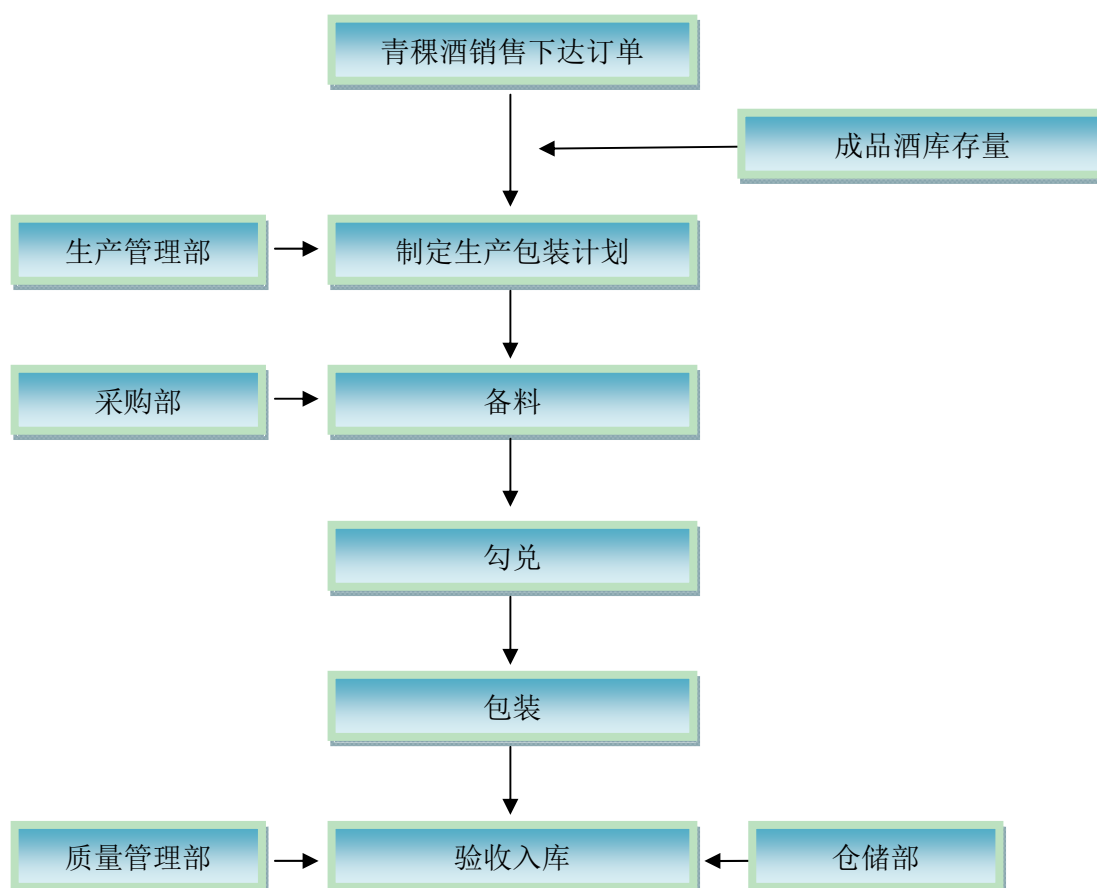 青稞酒销售下达订单
成品酒库存量
生产管理部
制定生产包装计划
采购部
备料
勾兑
包装
质量管理部
验收入库
仓储部